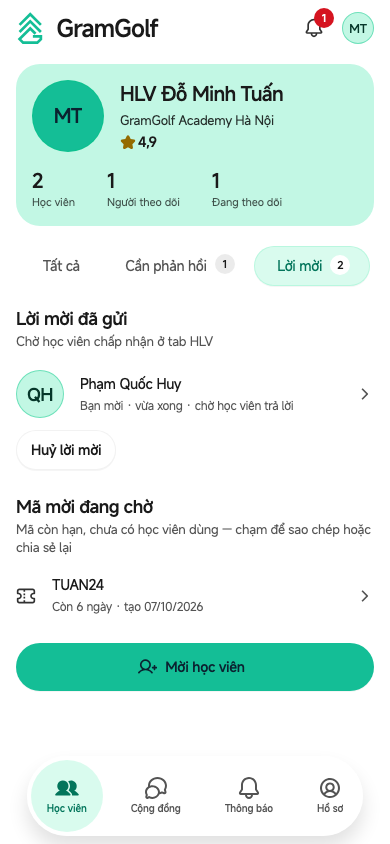 GramGolf
1
MT
MT
HLV Đỗ Minh Tuấn
GramGolf Academy Hà Nội
4,9
2
1
1
Học viên
Người theo dõi
Đang theo dõi
Tất cả
Cần phản hồi 1
Lời mời 2
Lời mời đã gửi
Chờ học viên chấp nhận ở tab HLV
QH
Phạm Quốc Huy
Bạn mời · vừa xong · chờ học viên trả lời
Huỷ lời mời
Mã mời đang chờ
Mã còn hạn, chưa có học viên dùng — chạm để sao chép hoặc
chia sẻ lại
TUAN24
Còn 6 ngày · tạo 07/10/2026
Mời học viên
Học viên
Cộng đồng
Thông báo
Hồ sơ